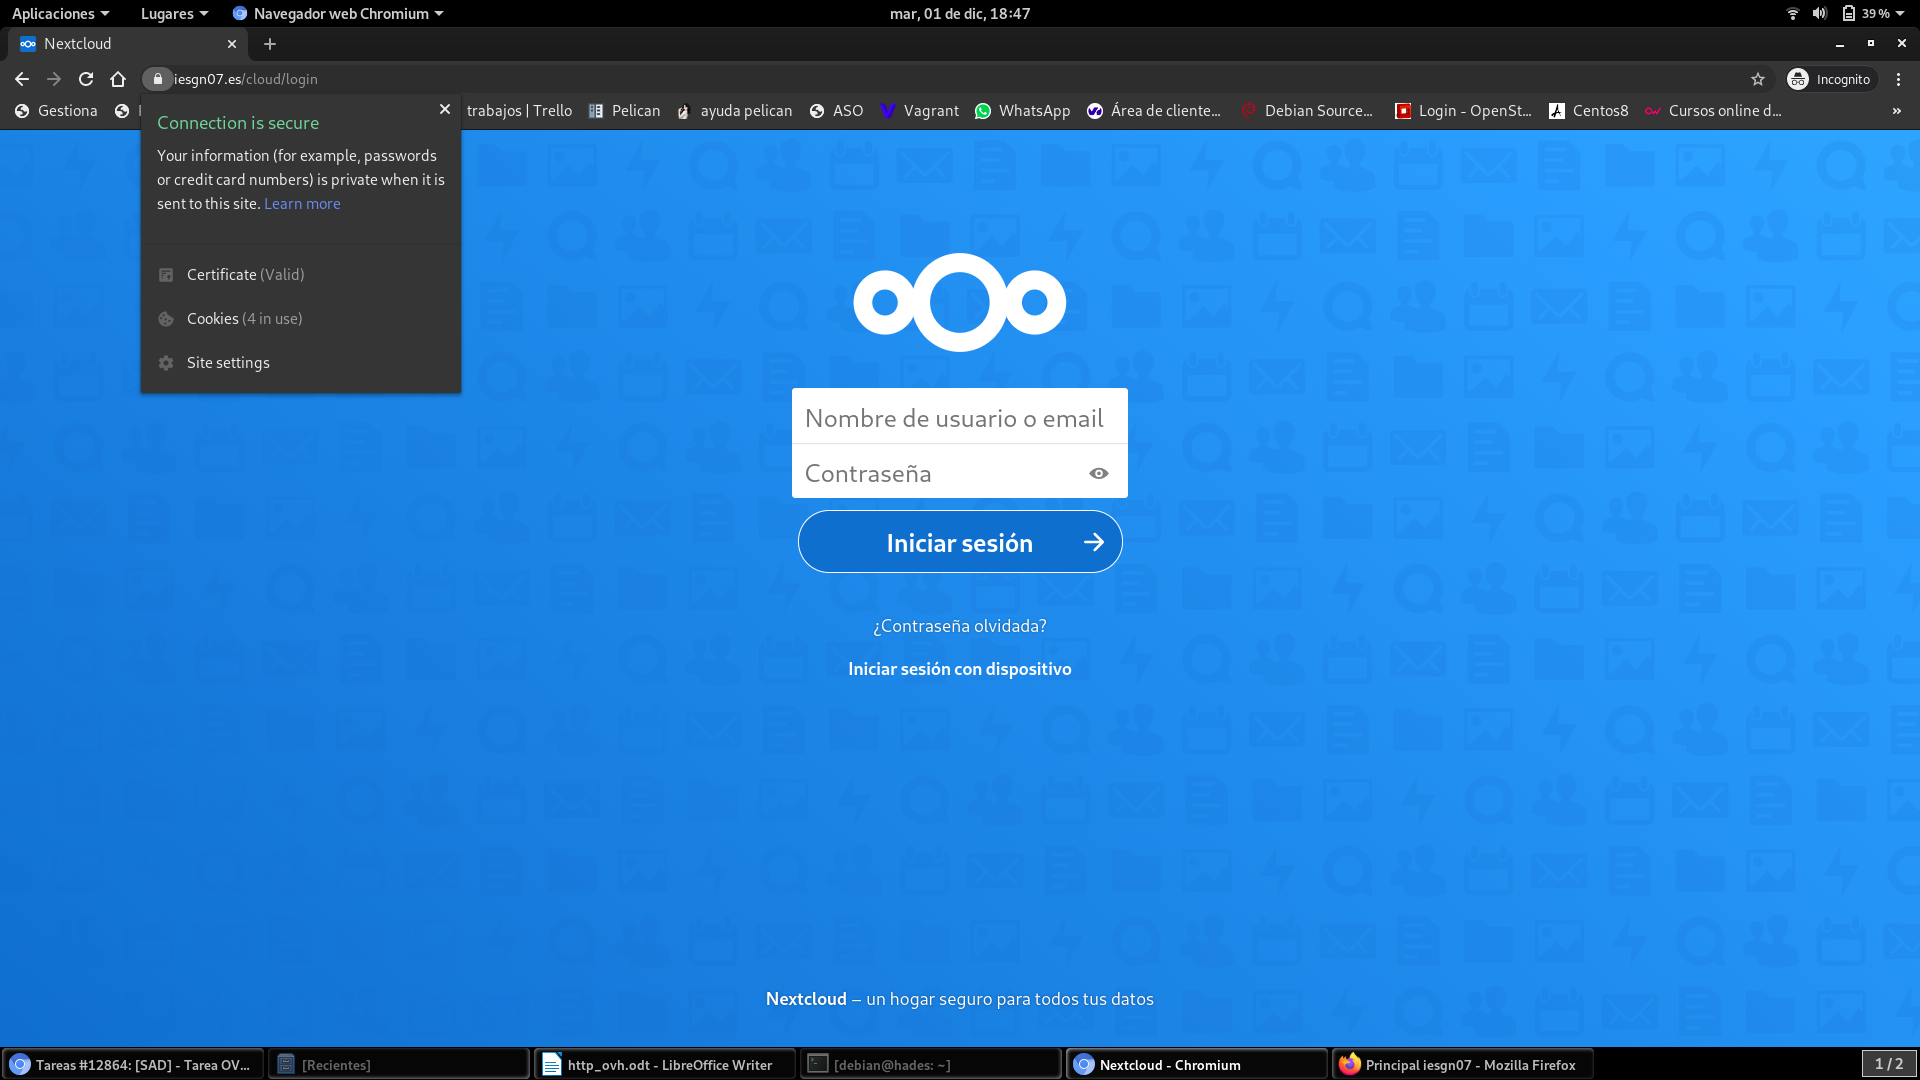 Aplicaciones
Lugares
Navegador web Chromium
mar, 01 de dic, 18:47
39 %
Nextcloud
iesgn07.es/cloud/login
Incognito
Gestiona
trabajos | Trello
Pelican
ayuda pelican
ASO
Vagrant
WhatsApp
Área de cliente...
Debian Source...
Login - OpenSt...
Centos8
Cursos online d...
»
Connection is secure
Your information (for example, passwords
or credit card numbers) is private when it is
sent to this site. Learn more
Certificate (Valid)
Cookies (4 in use)
Site settings
Nombre de usuario o email
Contraseña
Iniciar sesión
¿Contraseña olvidada?
Iniciar sesión con dispositivo
Nextcloud – un hogar seguro para todos tus datos
Tareas #12864: [SAD] - Tarea OV...
[Recientes]
http_ovh.odt - LibreOffice Writer
[debian@hades: ~]
Nextcloud - Chromium
Principal iesgn07 - Mozilla Firefox
1 / 2